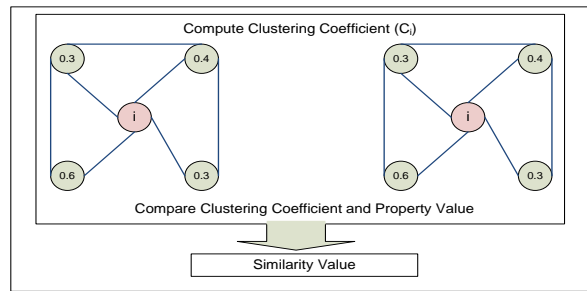 Compute Clustering Coefficient (Cᵢ)
0.3 0.4 0.3 0.4
i i
0.6 0.3 0.6 0.3
Compare Clustering Coefficient and Property Value
Similarity Value